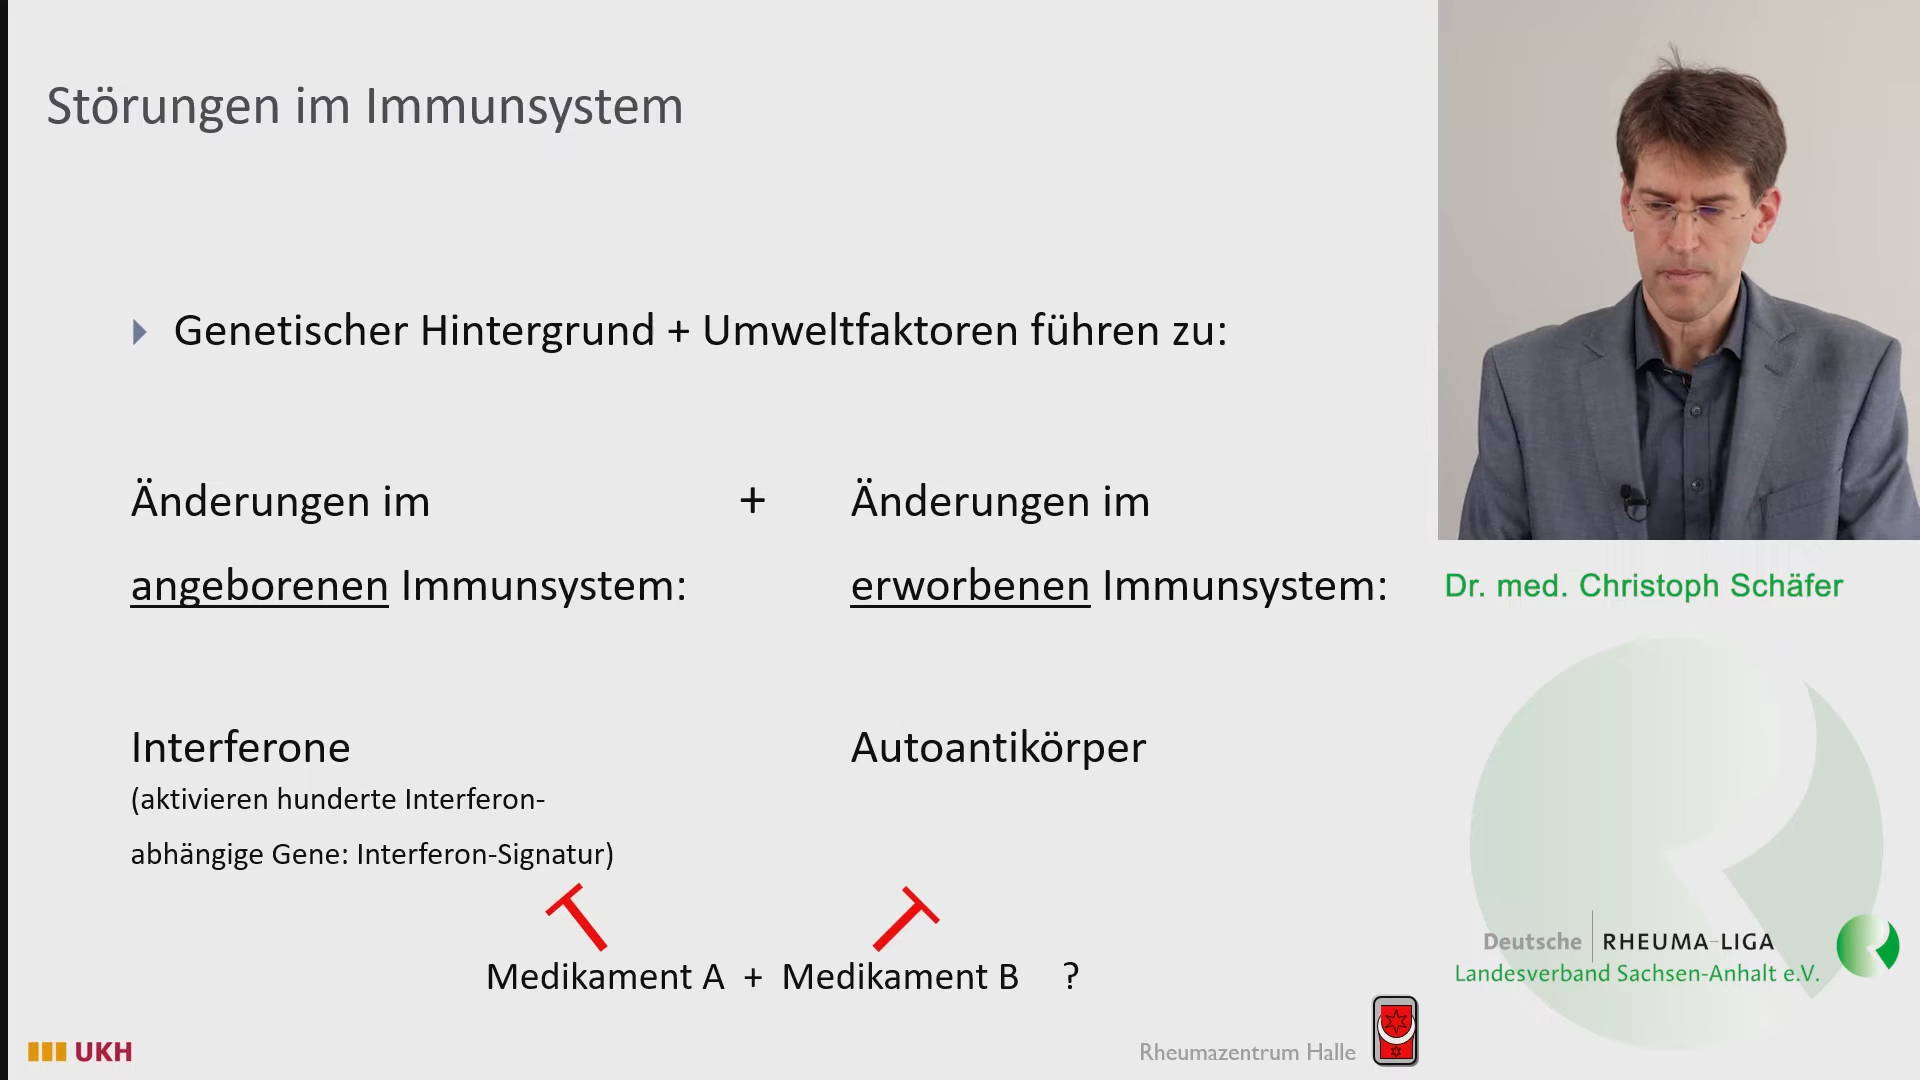 Störungen im Immunsystem
Genetischer Hintergrund + Umweltfaktoren führen zu:
Änderungen im + Änderungen im
angeborenen Immunsystem: erworbenen Immunsystem:
Interferone Autoantikörper
(aktivieren hunderte Interferon-
abhängige Gene: Interferon-Signatur)
Medikament A + Medikament B ?
UKH
Rheumazentrum Halle
Dr. med. Christoph Schäfer
Deutsche RHEUMA-LIGA
Landesverband Sachsen-Anhalt e.V.